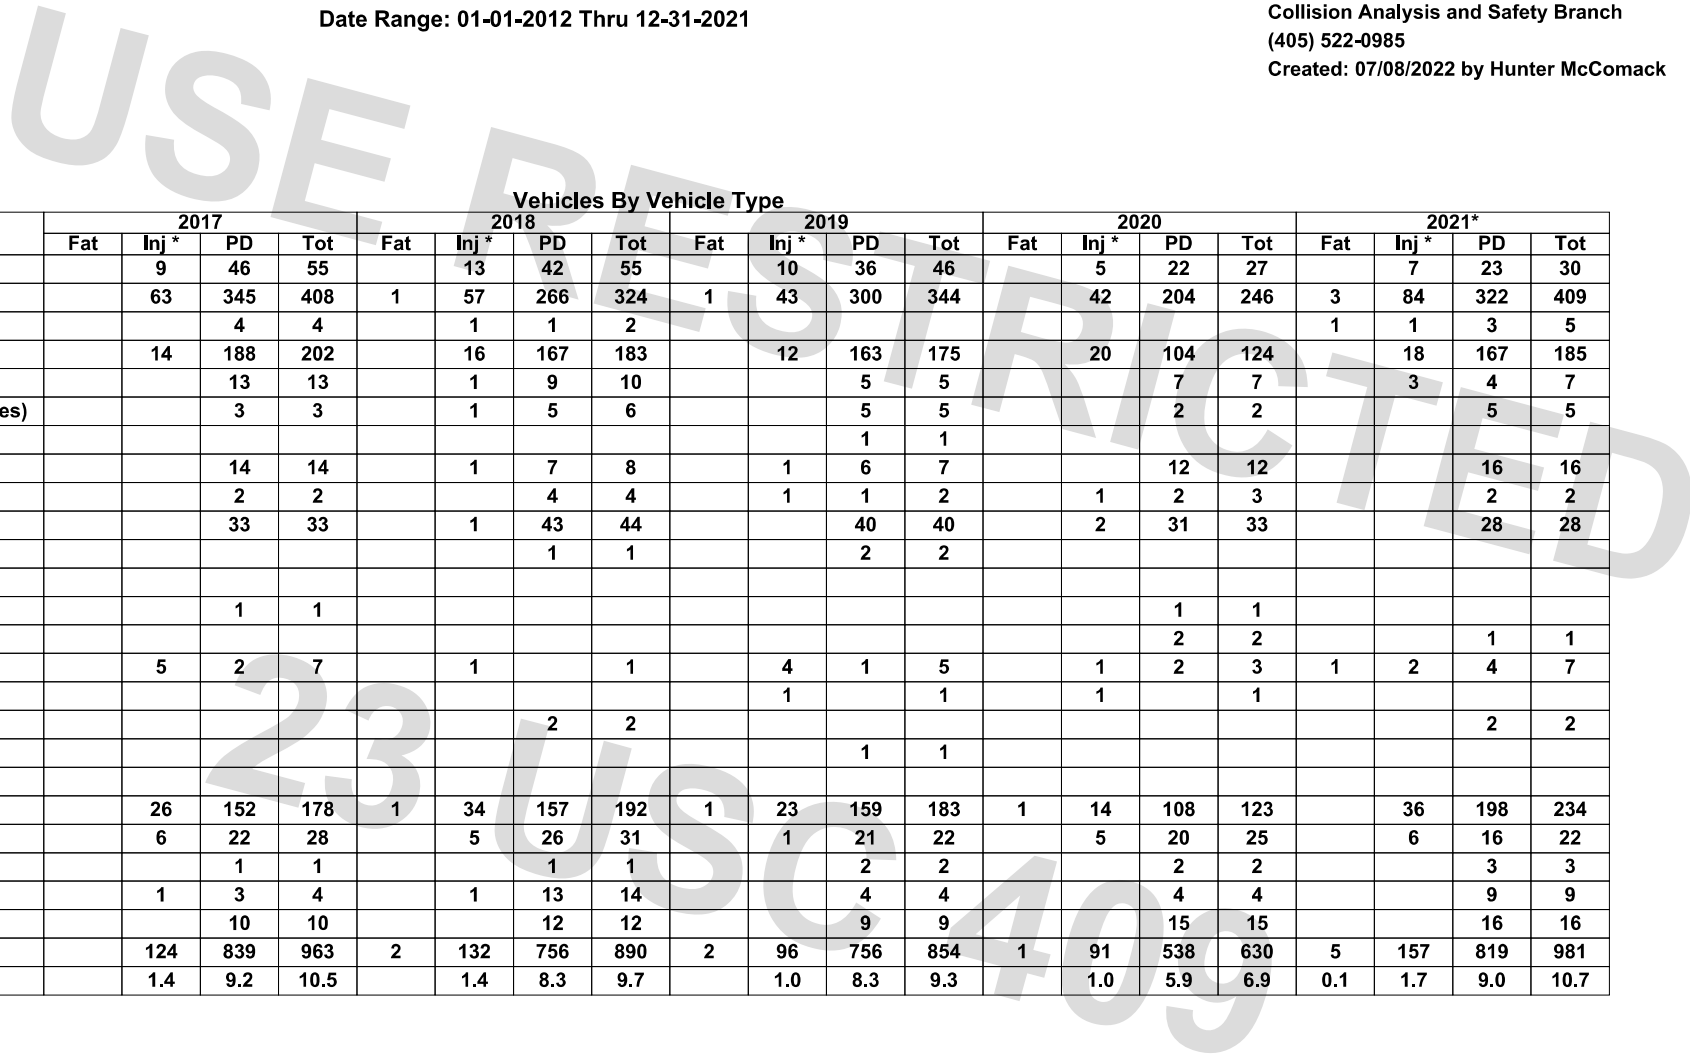 Date Range: 01-01-2012 Thru 12-31-2021
Collision Analysis and Safety Branch
(405) 522-0985
Created: 07/08/2022 by Hunter McComack
USE RESTRICTED
23 USC 409
Vehicles By Vehicle Type
2017 2018 2019 2020 2021*
Fat Inj * PD Tot Fat Inj * PD Tot Fat Inj * PD Tot Fat Inj * PD Tot Fat Inj * PD Tot
9 46 55 13 42 55 10 36 46 5 22 27 7 23 30
63 345 408 1 57 266 324 1 43 300 344 42 204 246 3 84 322 409
4 4 1 1 2 1 1 3 5
14 188 202 16 167 183 12 163 175 20 104 124 18 167 185
13 13 1 9 10 5 5 7 7 3 4 7
es) 3 3 1 5 6 5 5 2 2 5 5
1 1
14 14 1 7 8 1 6 7 12 12 16 16
2 2 4 4 1 1 2 1 2 3 2 2
33 33 1 43 44 40 40 2 31 33 28 28
1 1 2 2
1 1 1 1
2 2 1 1
5 2 7 1 1 4 1 5 1 2 3 1 2 4 7
1 1 1 1
2 2 2 2
1 1
26 152 178 1 34 157 192 1 23 159 183 1 14 108 123 36 198 234
6 22 28 5 26 31 1 21 22 5 20 25 6 16 22
1 1 1 1 2 2 2 2 3 3
1 3 4 1 13 14 4 4 4 4 9 9
10 10 12 12 9 9 15 15 16 16
124 839 963 2 132 756 890 2 96 756 854 1 91 538 630 5 157 819 981
1.4 9.2 10.5 1.4 8.3 9.7 1.0 8.3 9.3 1.0 5.9 6.9 0.1 1.7 9.0 10.7